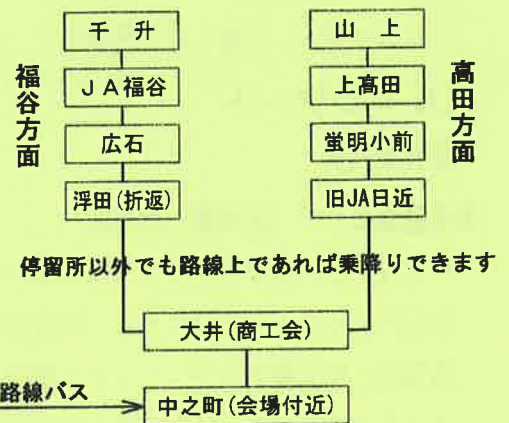 福谷方面
千 升
JA福谷
広石
浮田(折返)
高田方面
山 上
上髙田
蛍明小前
旧JA日近
停留所以外でも路線上であれば乗降りできます
大井(商工会)
路線バス
中之町(会場付近)